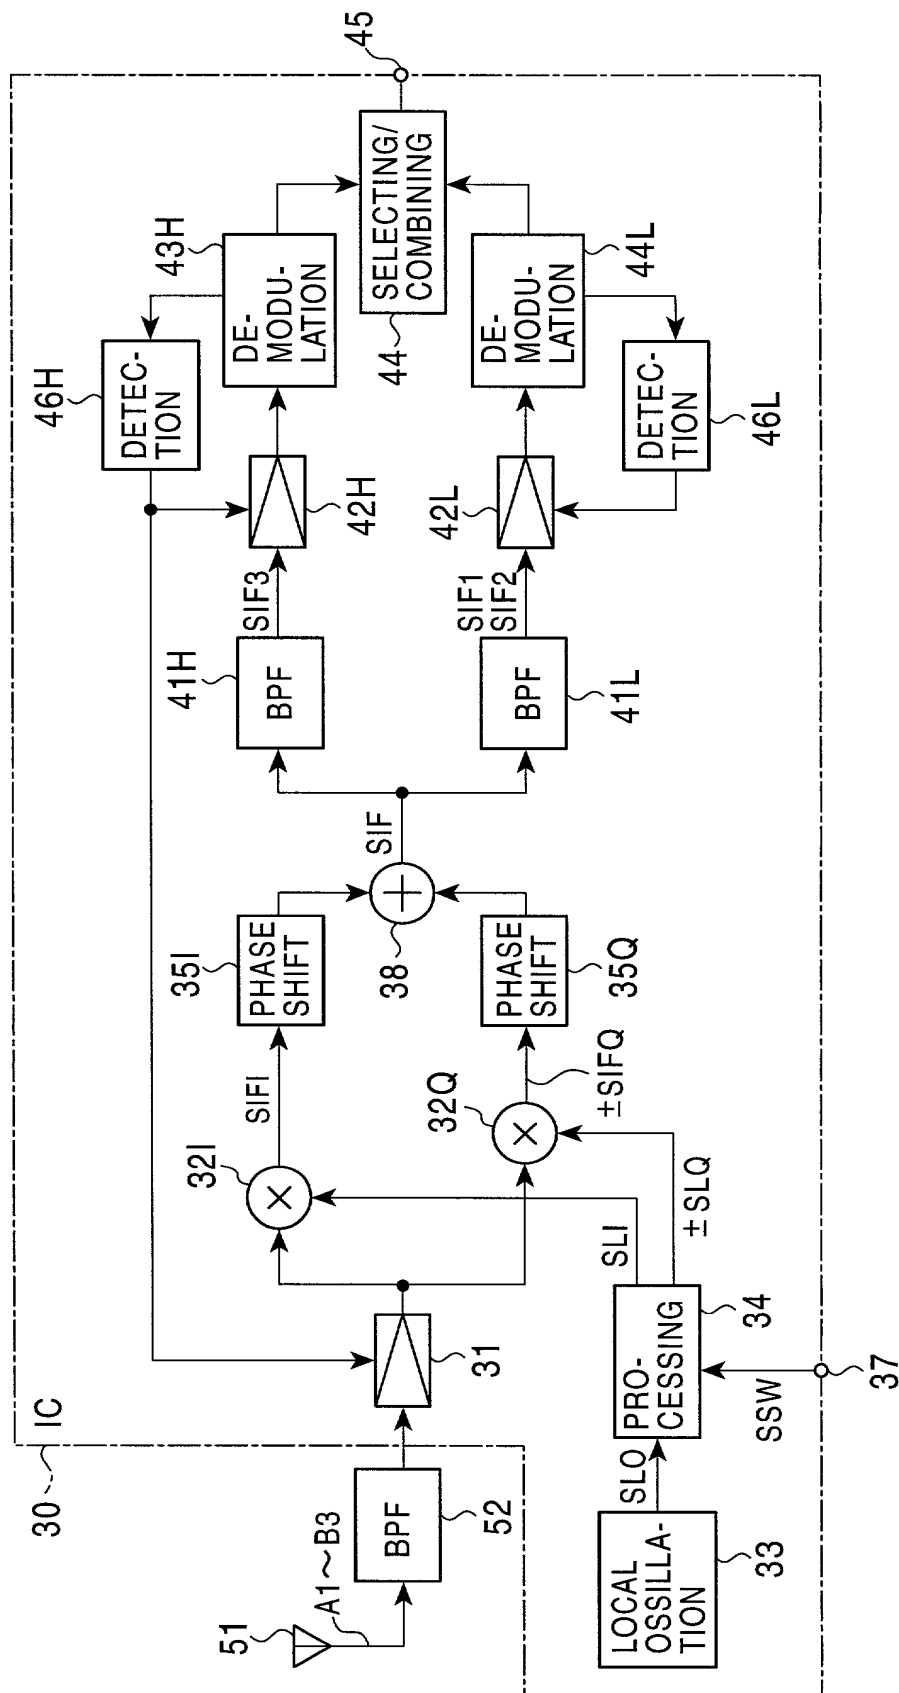 30
IC
51
A1~B3
BPF
52
31
32I
SIFI
35I
PHASE
SHIFT
32Q
±SIFQ
PHASE
SHIFT
35Q
38
SIF
SLI
±SLQ
LOCAL
OSSILLA-
TION
33
SLO
PRO-
CESSING
34
SSW
37
41H
BPF
SIF3
42H
46H
DETEC-
TION
43H
DE-
MODU-
LATION
BPF
41L
SIF1
SIF2
42L
DE-
MODU-
LATION
44L
DETEC-
TION
46L
44
SELECTING/
COMBINING
45